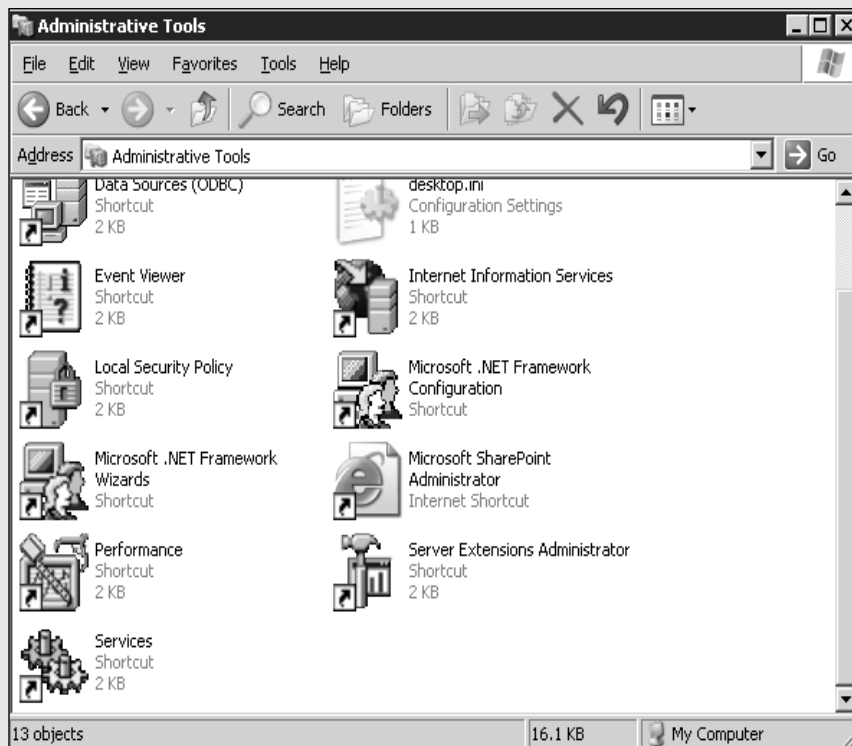 Administrative Tools
File Edit View Favorites Tools Help
Back Search Folders
Address Administrative Tools Go
Data Sources (ODBC)
Shortcut
2 KB
desktop.ini
Configuration Settings
1 KB
Event Viewer
Shortcut
2 KB
Internet Information Services
Shortcut
2 KB
Local Security Policy
Shortcut
2 KB
Microsoft .NET Framework
Configuration
Shortcut
Microsoft .NET Framework
Wizards
Shortcut
Microsoft SharePoint
Administrator
Internet Shortcut
Performance
Shortcut
2 KB
Server Extensions Administrator
Shortcut
2 KB
Services
Shortcut
2 KB
13 objects 16.1 KB My Computer